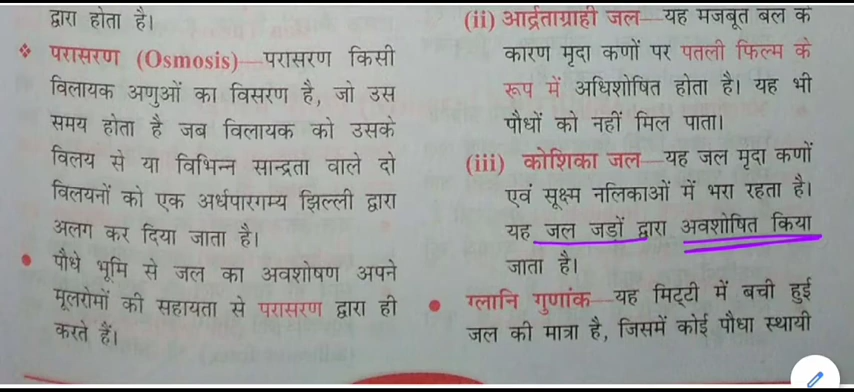 द्वारा होता है।
❖ परासरण (Osmosis)—परासरण किसी
विलायक अणुओं का विसरण है, जो उस
समय होता है जब विलायक को उसके
विलय से या विभिन्न सान्द्रता वाले दो
विलयनों को एक अर्धपारगम्य झिल्ली द्वारा
अलग कर दिया जाता है।
• पौधे भूमि से जल का अवशोषण अपने
मूलरोमों की सहायता से परासरण द्वारा ही
करते हैं।
(ii) आर्द्रताग्राही जल—यह मजबूत बल के
कारण मृदा कणों पर पतली फिल्म के
रूप में अधिशोषित होता है। यह भी
पौधों को नहीं मिल पाता।
(iii) कोशिका जल—यह जल मृदा कणों
एवं सूक्ष्म नलिकाओं में भरा रहता है।
यह जल जड़ों द्वारा अवशोषित किया
जाता है।
• ग्लानि गुणांक—यह मिट्टी में बची हुई
जल की मात्रा है, जिसमें कोई पौधा स्थायी